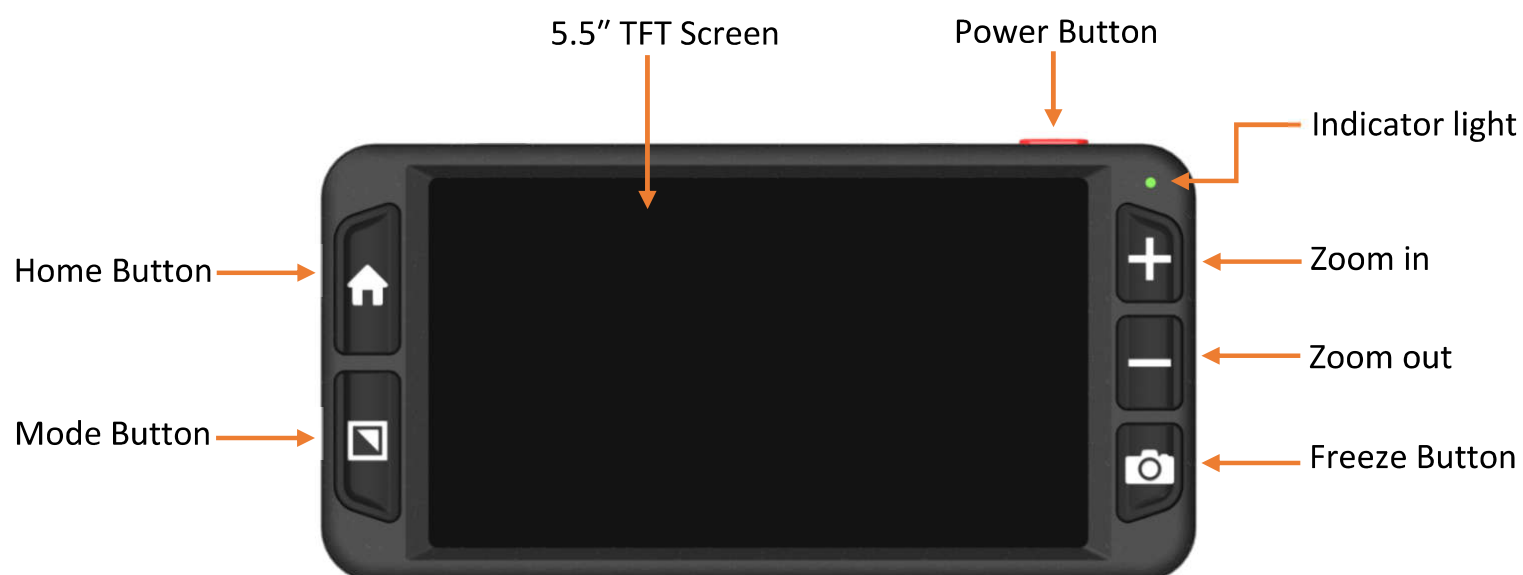 5.5″ TFT Screen
Power Button
Indicator light
Home Button
Zoom in
Zoom out
Mode Button
Freeze Button